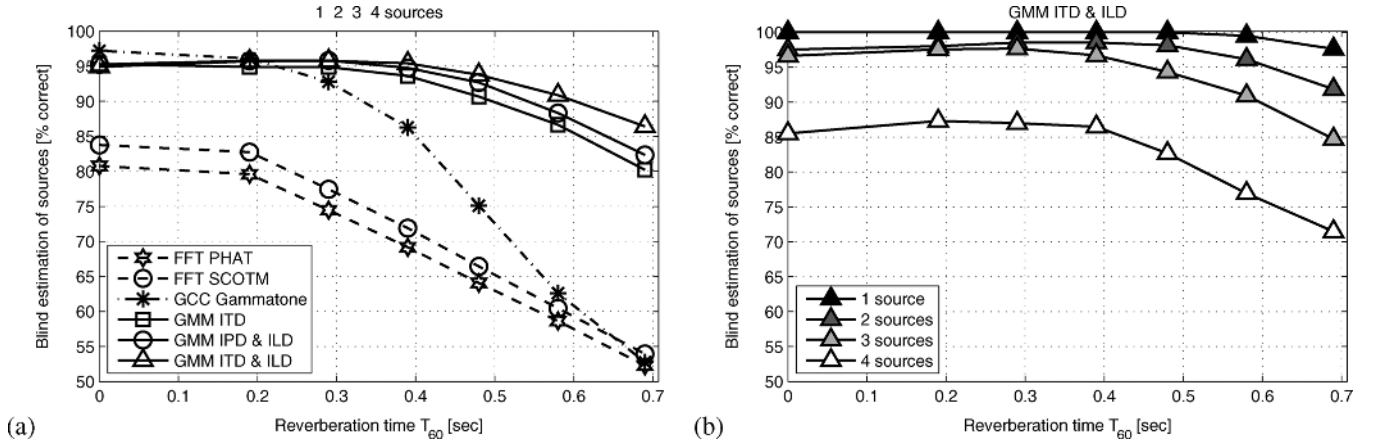 1 2 3 4 sources
Blind estimation of sources [% correct]
100
95
90
85
80
75
70
65
60
55
50
FFT PHAT
FFT SCOTM
GCC Gammatone
GMM ITD
GMM IPD & ILD
GMM ITD & ILD
0 0.1 0.2 0.3 0.4 0.5 0.6 0.7
Reverberation time T60 [sec]
(a)
GMM ITD & ILD
Blind estimation of sources [% correct]
100
95
90
85
80
75
70
65
60
55
50
1 source
2 sources
3 sources
4 sources
0 0.1 0.2 0.3 0.4 0.5 0.6 0.7
Reverberation time T60 [sec]
(b)